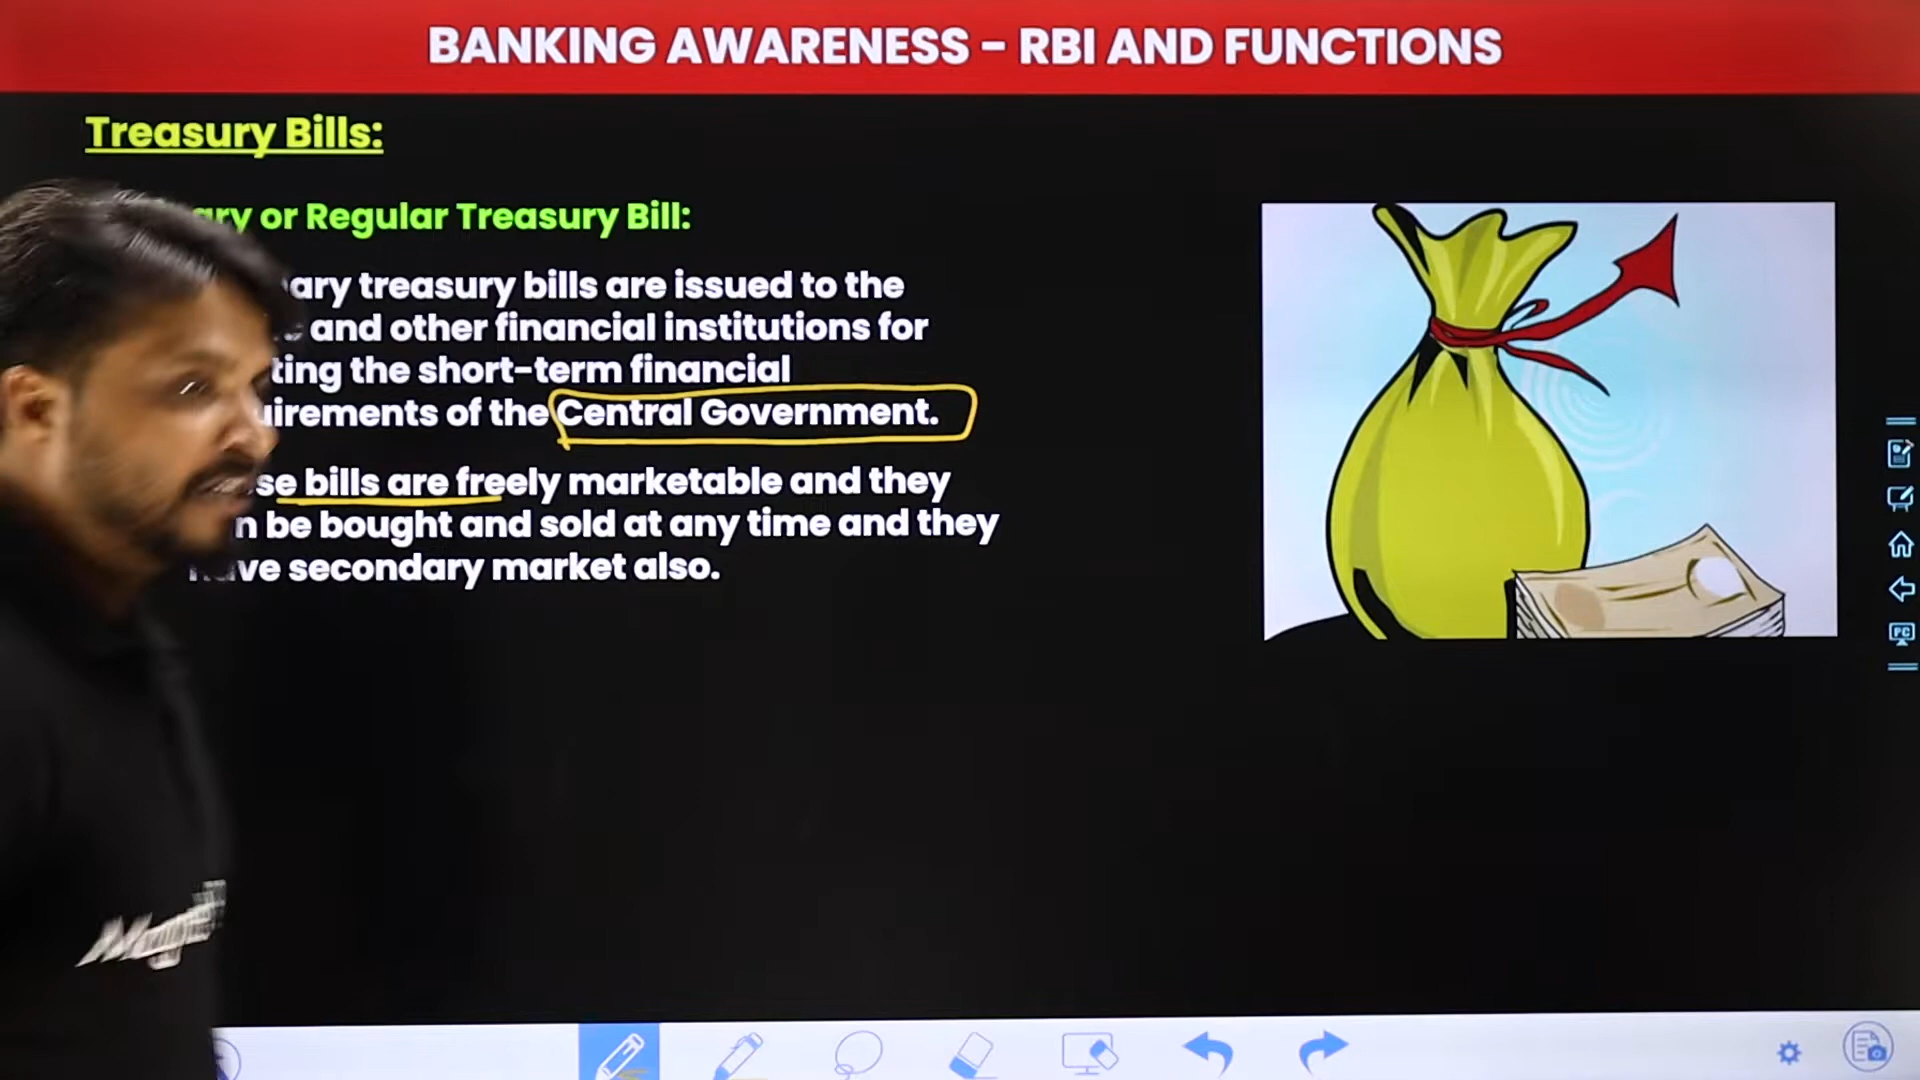 BANKING AWARENESS - RBI AND FUNCTIONS
Treasury Bills:
or Regular Treasury Bill:
treasury bills are issued to the
and other financial institutions for
the short-term financial
of the Central Government.
bills are freely marketable and they
be bought and sold at any time and they
secondary market also.
PC